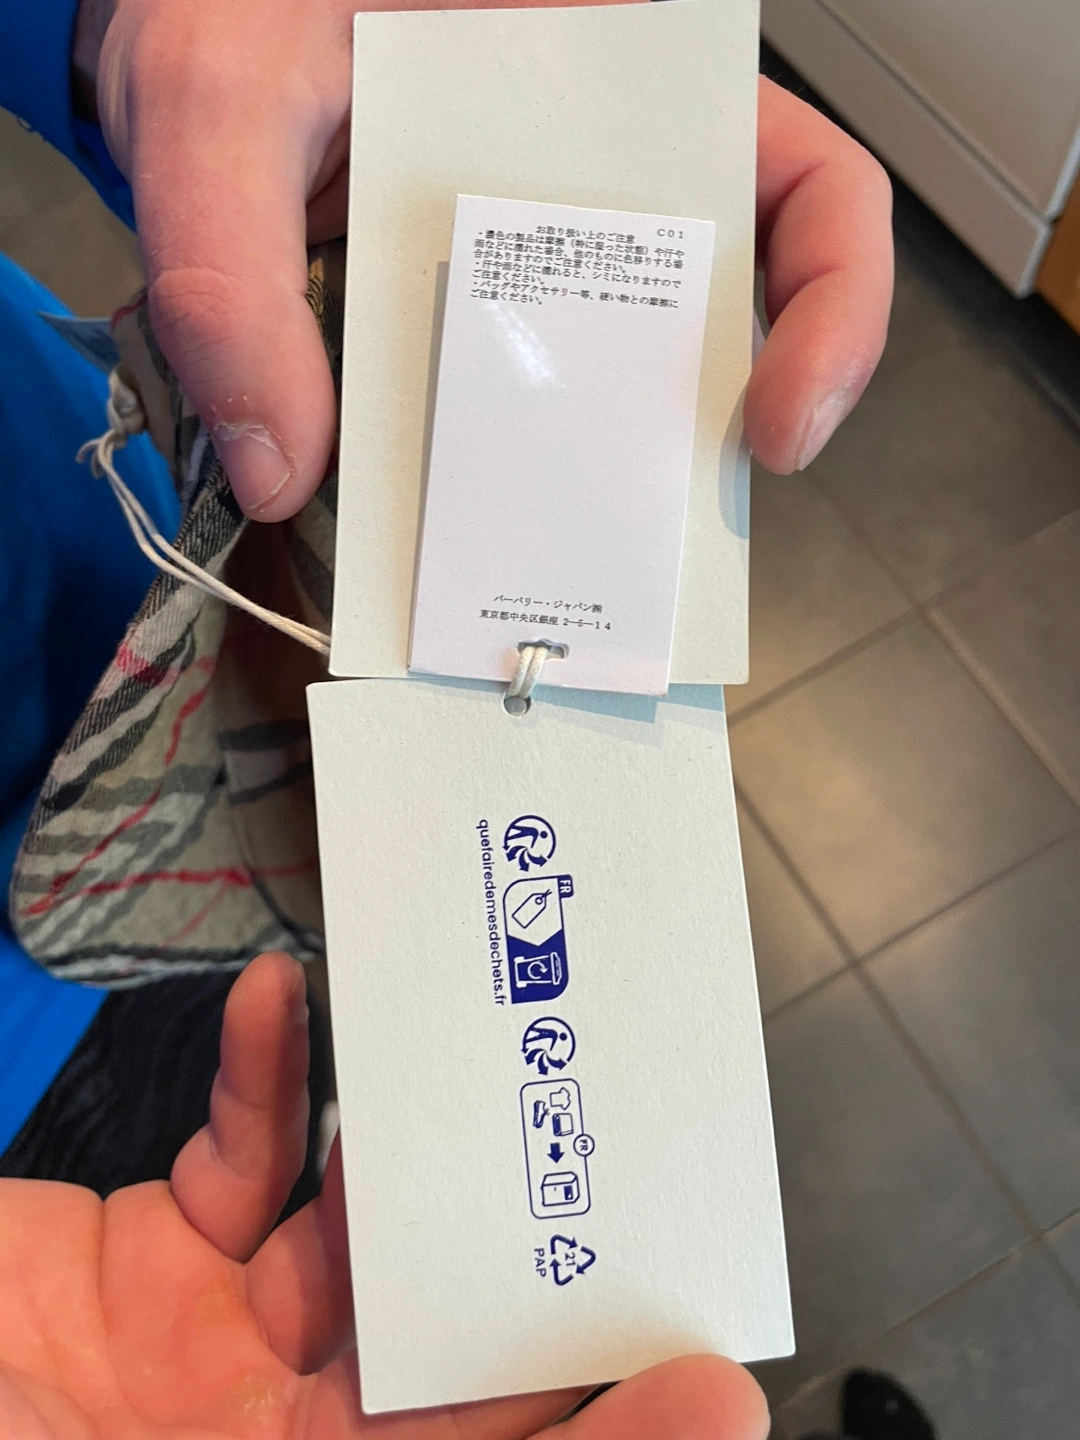 C01
お取り扱い上のご注意
・濃色の製品は摩擦（特に湿った状態）や汗や
雨などに濡れた場合、他のものに色移りする場
合がありますのでご注意ください。
・汗や雨などに濡れると、シミになりますので
ご注意ください。
・バッグやアクセサリー等、硬い物との摩擦に
ご注意ください。
バーバリー・ジャパン㈱
東京都中央区銀座 2―5―14
FR
quefairedemesdechets.fr
FR
21
PAP